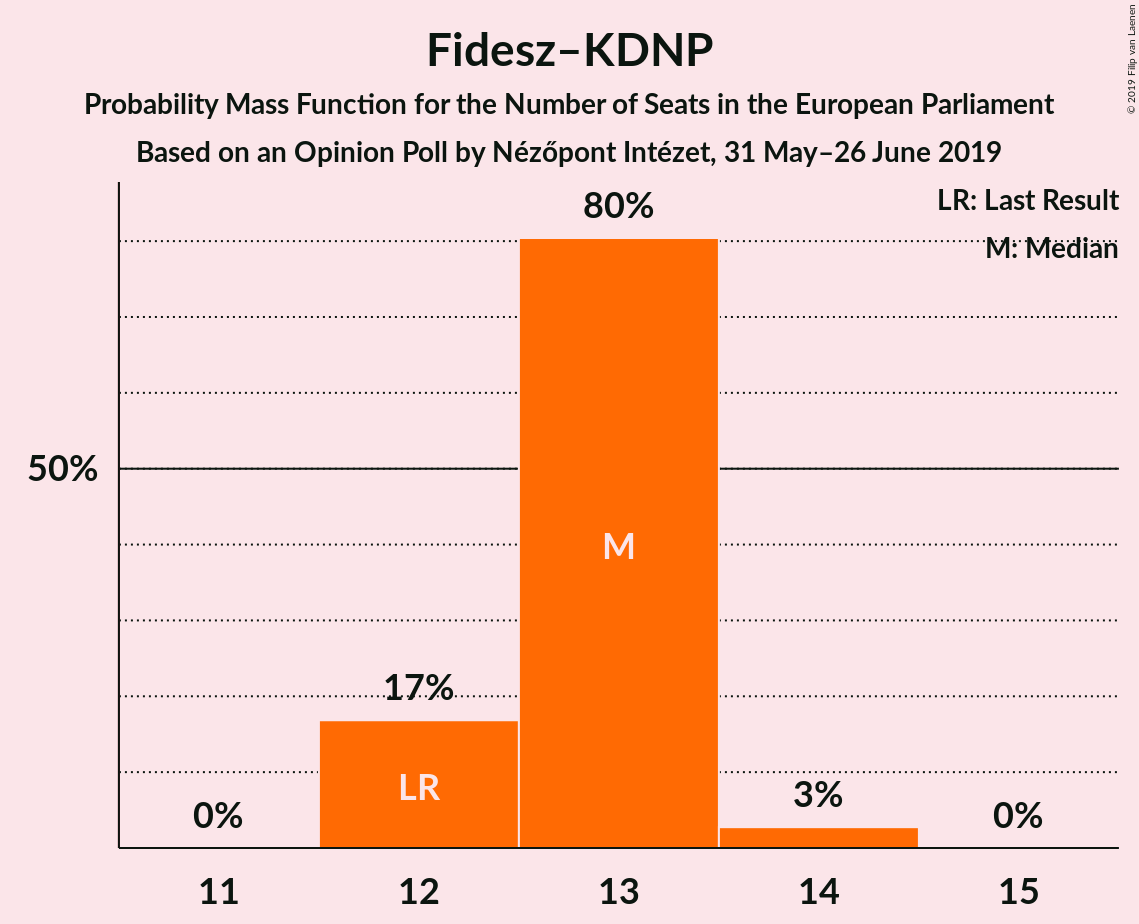 Fidesz–KDNP
Probability Mass Function for the Number of Seats in the European Parliament
Based on an Opinion Poll by Nézőpont Intézet, 31 May–26 June 2019
© 2019 Filip van Laenen
LR: Last Result
M: Median
80%
50%
M
17%
LR
3%
0%
0%
11
12
13
14
15